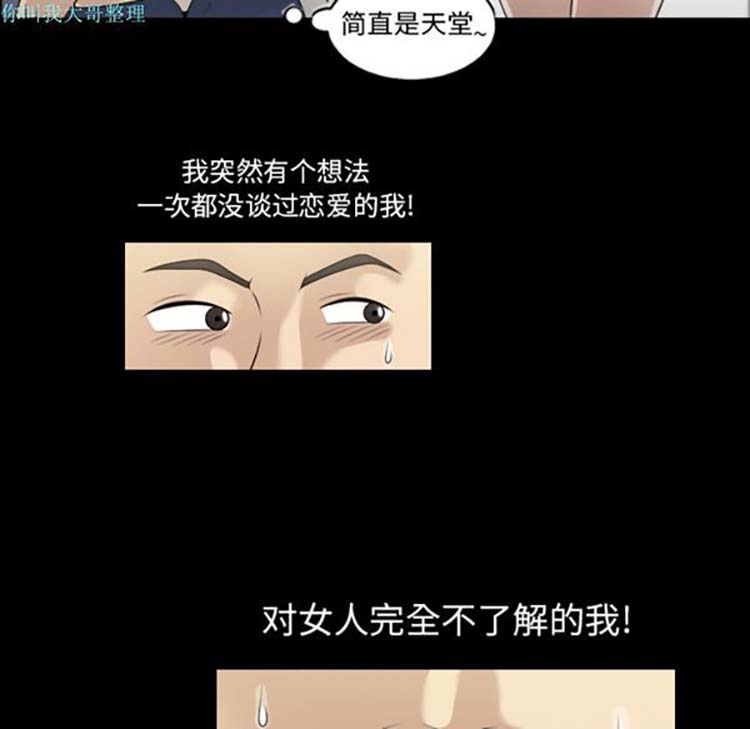 你叫我大哥整理
简直是天堂~
我突然有个想法
一次都没谈过恋爱的我!
对女人完全不了解的我!